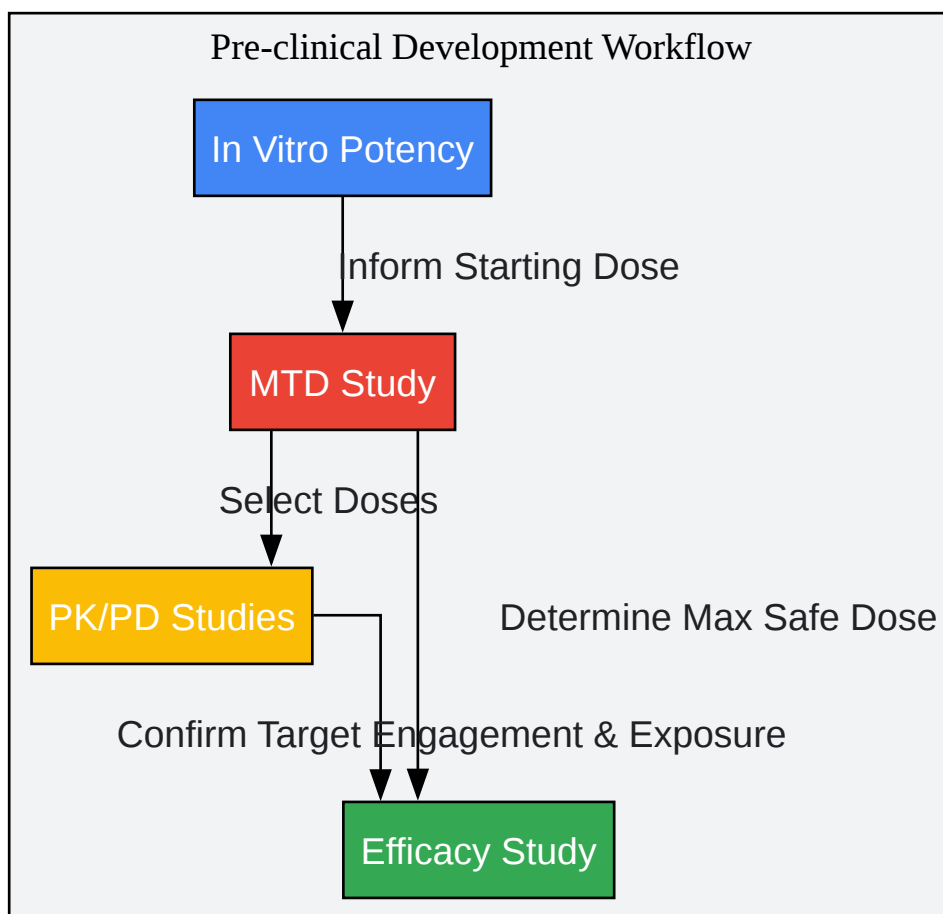 Pre-clinical Development Workflow
In Vitro Potency
Inform Starting Dose
MTD Study
Select Doses
PK/PD Studies
Determine Max Safe Dose
Confirm Target Engagement & Exposure
Efficacy Study